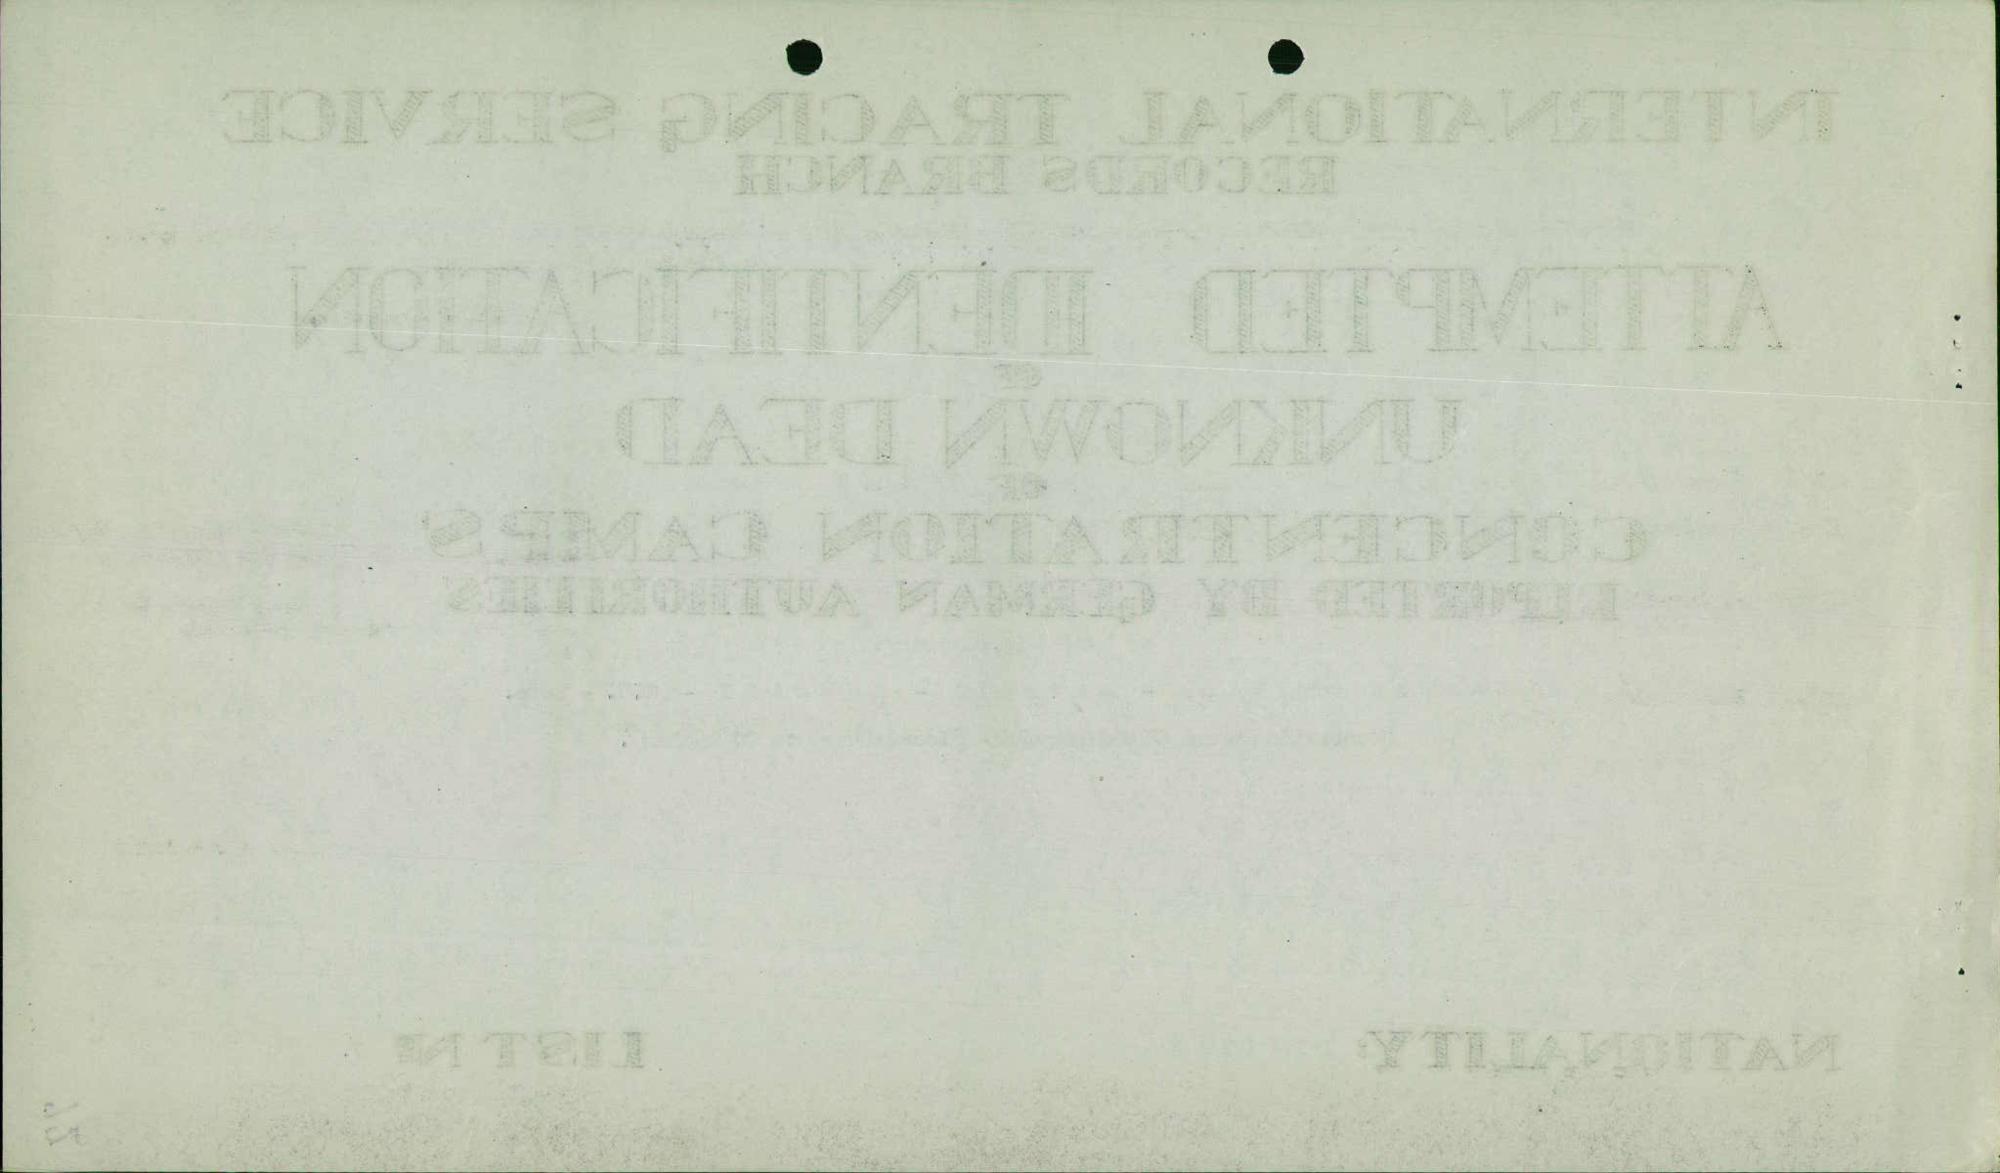 INTERNATIONAL TRACING SERVICE
RECORDS BRANCH
ATTEMPTED IDENTIFICATION
OF
UNKNOWN DEAD
OF
CONCENTRATION CAMPS
REPORTED BY GERMAN AUTHORITIES
NATIONALITY: LIST Nº